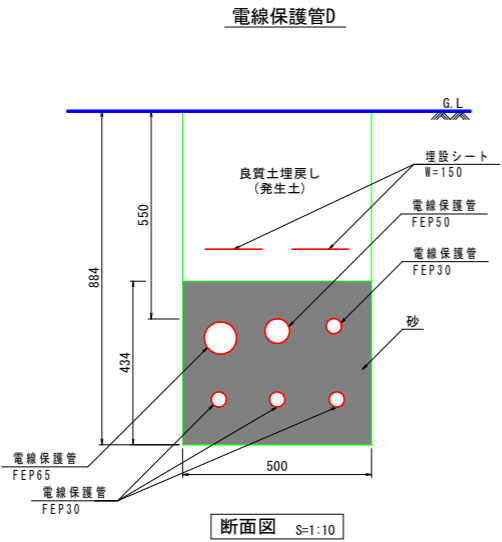 電線保護管D
G.L
埋設シート
W=150
良質土埋戻し
(発生土)
電線保護管
FEP50
550
電線保護管
FEP30
884
砂
434
電線保護管
FEP65
500
電線保護管
FEP30
断面図 S=1:10